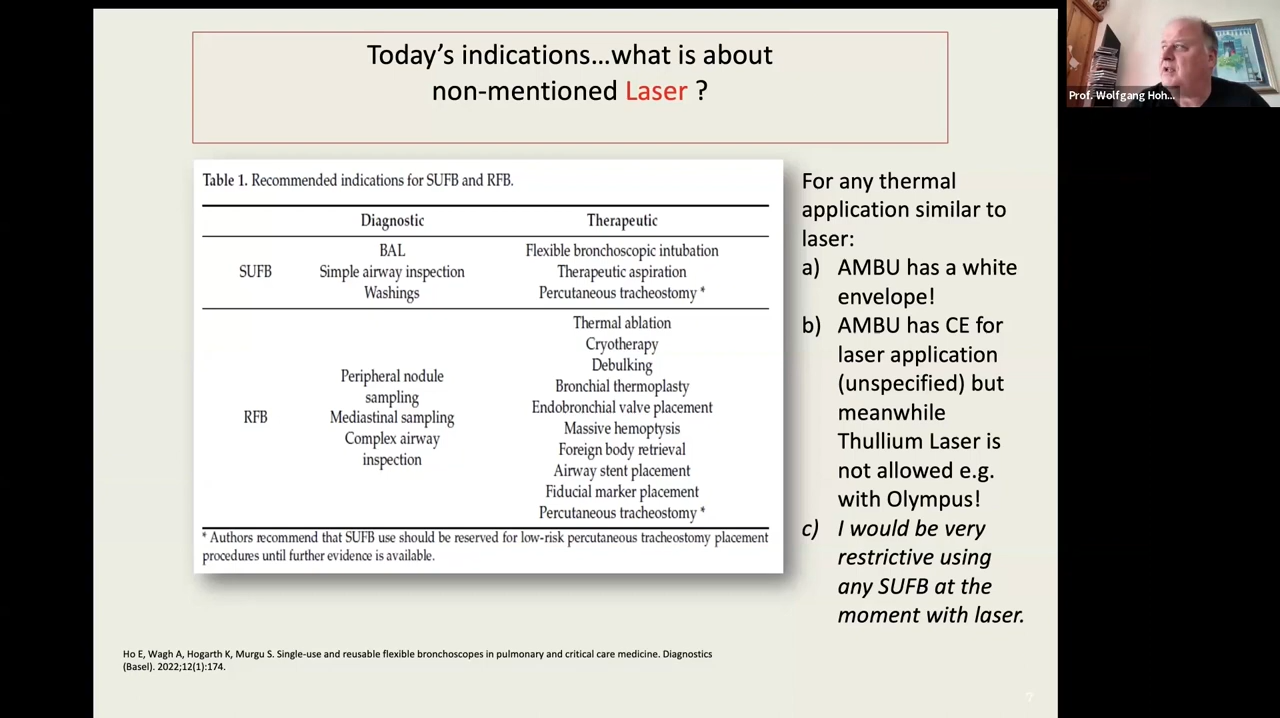 Today's indications...what is about
non-mentioned Laser ?
Table 1. Recommended indications for SUFB and RFB.
Diagnostic Therapeutic
SUFB
BAL
Simple airway inspection
Washings
Flexible bronchoscopic intubation
Therapeutic aspiration
Percutaneous tracheostomy *
RFB
Peripheral nodule
sampling
Mediastinal sampling
Complex airway
inspection
Thermal ablation
Cryotherapy
Debulking
Bronchial thermoplasty
Endobronchial valve placement
Massive hemoptysis
Foreign body retrieval
Airway stent placement
Fiducial marker placement
Percutaneous tracheostomy *
* Authors recommend that SUFB use should be reserved for low-risk percutaneous tracheostomy placement
procedures until further evidence is available.
For any thermal
application similar to
laser:
a) AMBU has a white
envelope!
b) AMBU has CE for
laser application
(unspecified) but
meanwhile
Thullium Laser is
not allowed e.g.
with Olympus!
c) I would be very
restrictive using
any SUFB at the
moment with laser.
Ho E, Wagh A, Hogarth K, Murgu S. Single-use and reusable flexible bronchoscopes in pulmonary and critical care medicine. Diagnostics
(Basel). 2022;12(1):174.
7
Prof. Wolfgang Hoh...